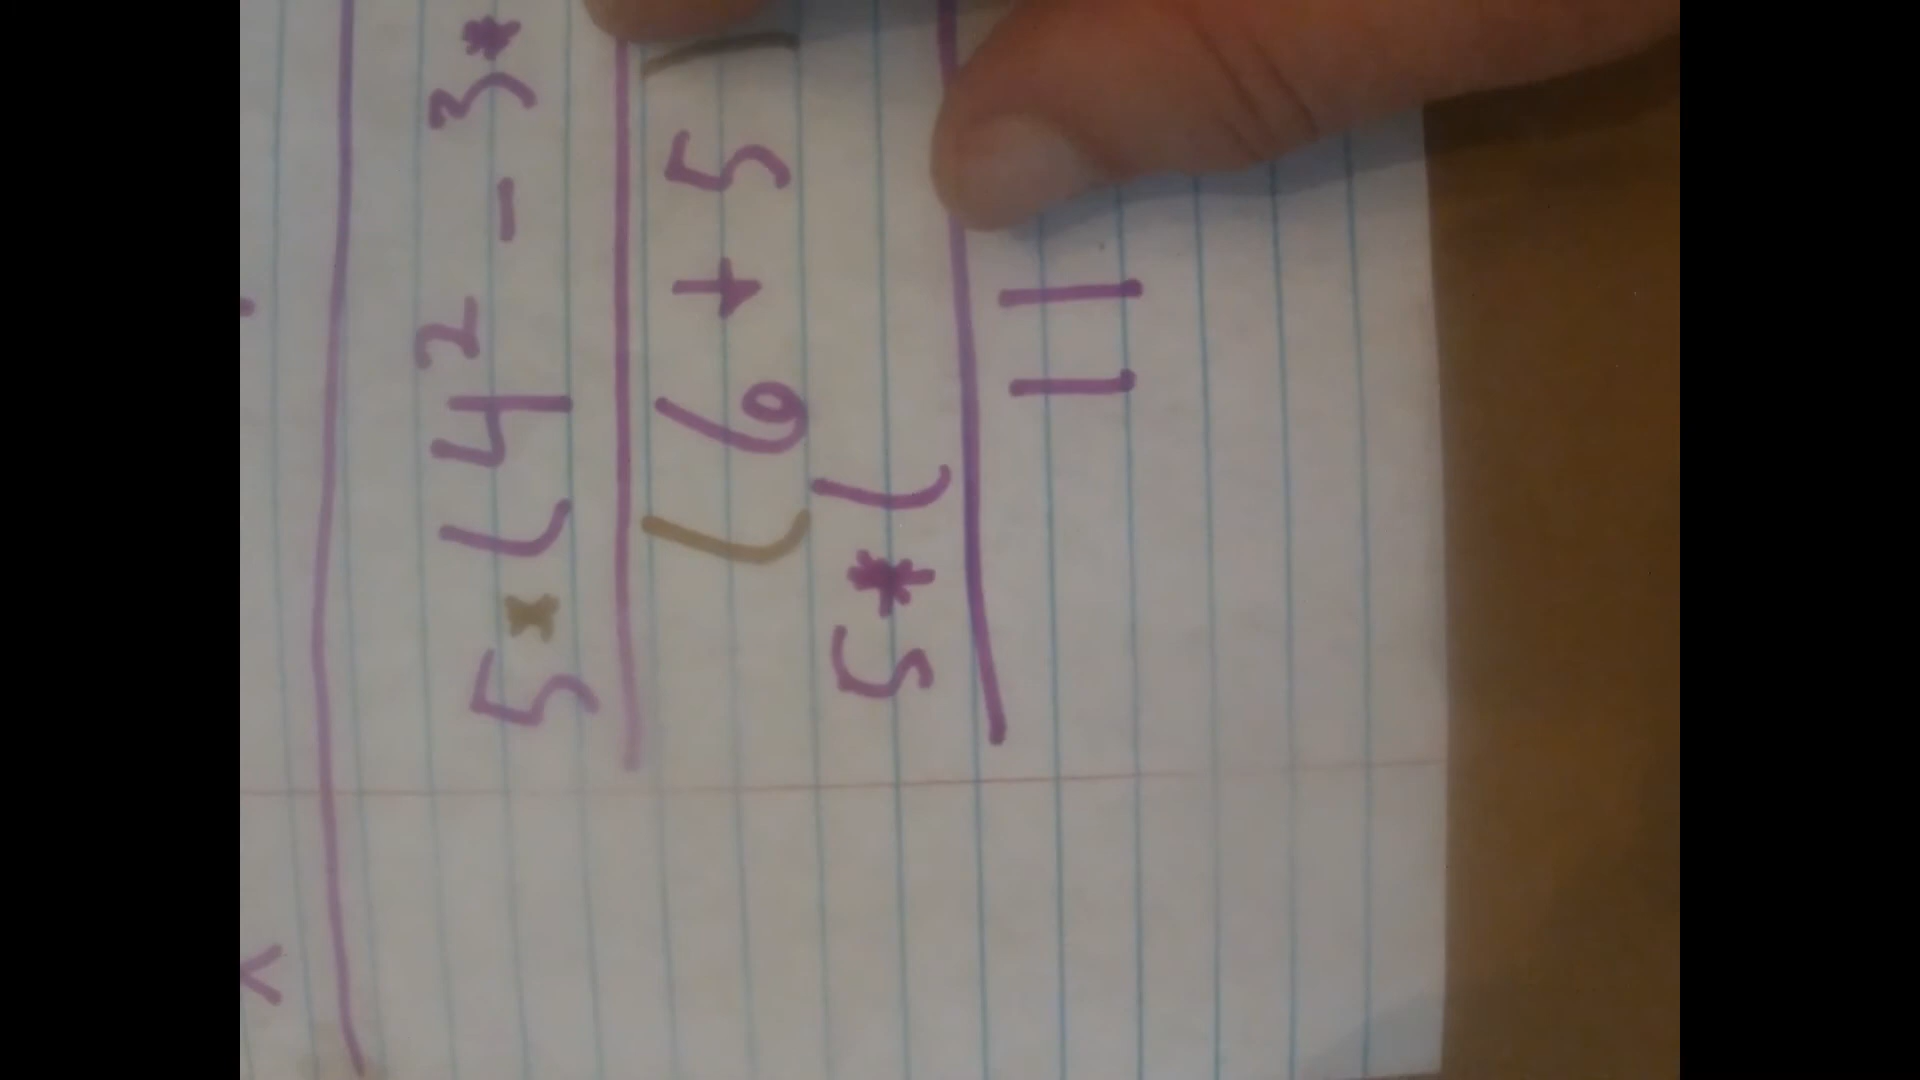 5 * (4² - 3 *
(6 + 5)
5 * (
11